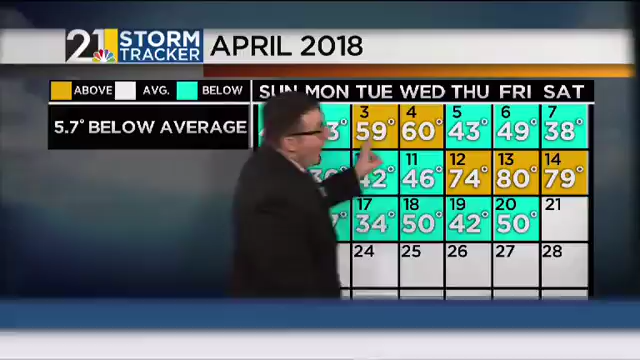 21 STORM TRACKER
APRIL 2018
ABOVE AVG. BELOW
SUN MON TUE WED THU FRI SAT
5.7° BELOW AVERAGE
3 4 5 6 7
59° 60° 43° 49° 38°
11 12 13 14
42° 46° 74° 80° 79°
17 18 19 20 21
34° 50° 42° 50°
24 25 26 27 28